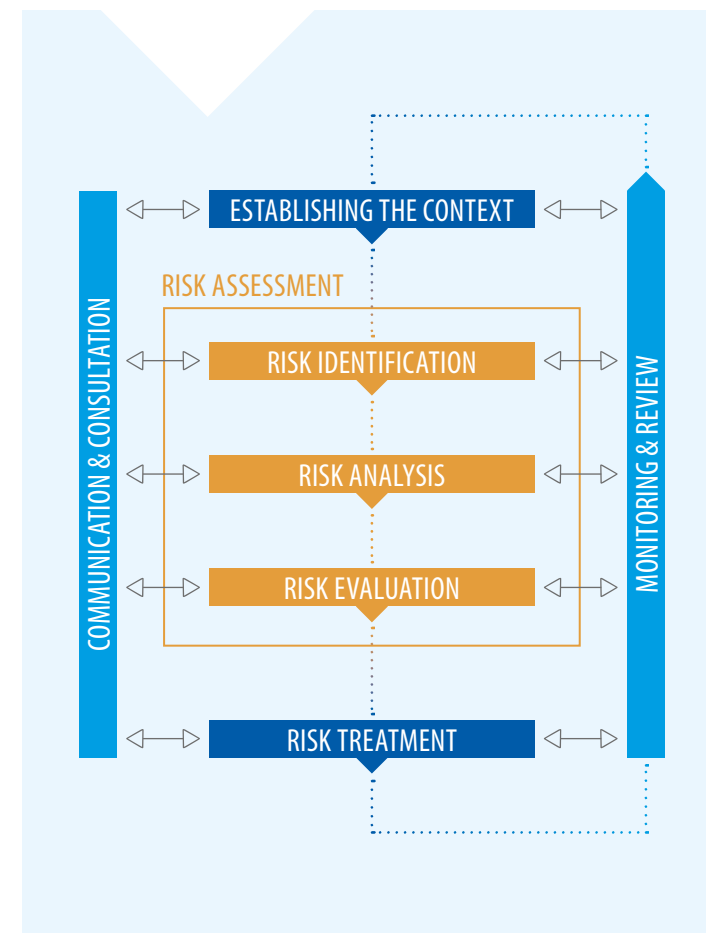 ESTABLISHING THE CONTEXT
RISK ASSESSMENT
RISK IDENTIFICATION
RISK ANALYSIS
RISK EVALUATION
RISK TREATMENT
COMMUNICATION & CONSULTATION
MONITORING & REVIEW